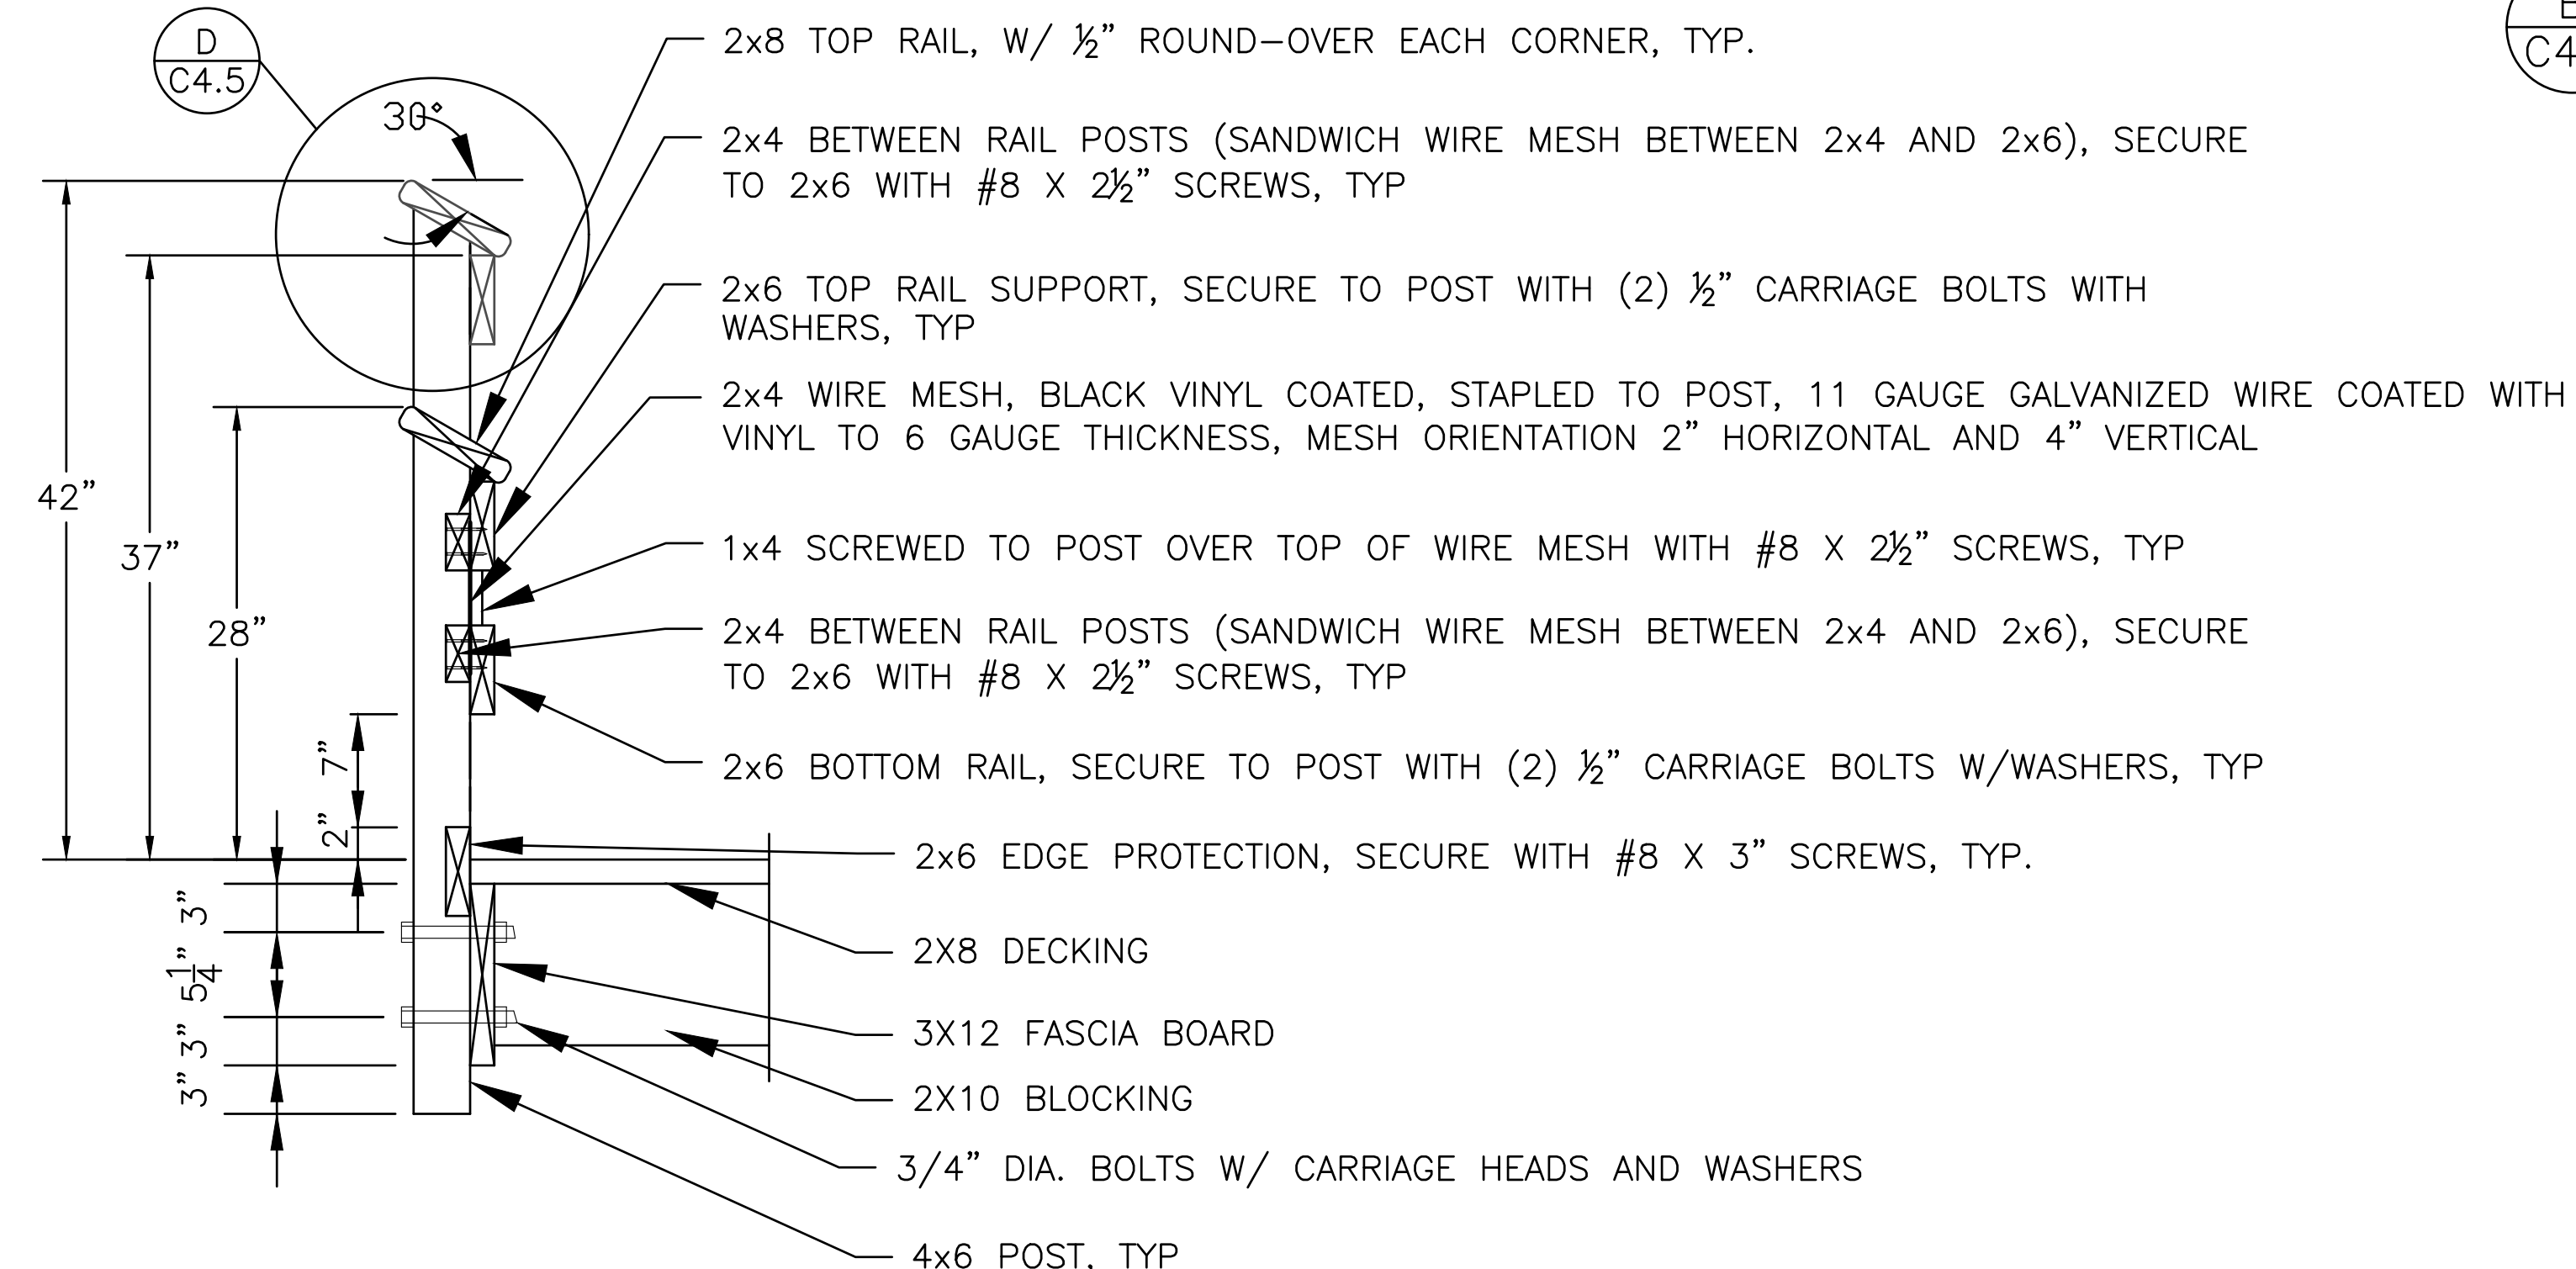 D
C4.5
30°
2x8 TOP RAIL, W/ ½" ROUND-OVER EACH CORNER, TYP.
2x4 BETWEEN RAIL POSTS (SANDWICH WIRE MESH BETWEEN 2x4 AND 2x6), SECURE
TO 2x6 WITH #8 X 2½" SCREWS, TYP
2x6 TOP RAIL SUPPORT, SECURE TO POST WITH (2) ½" CARRIAGE BOLTS WITH
WASHERS, TYP
2x4 WIRE MESH, BLACK VINYL COATED, STAPLED TO POST, 11 GAUGE GALVANIZED WIRE COATED WITH
VINYL TO 6 GAUGE THICKNESS, MESH ORIENTATION 2" HORIZONTAL AND 4" VERTICAL
1x4 SCREWED TO POST OVER TOP OF WIRE MESH WITH #8 X 2½" SCREWS, TYP
2x4 BETWEEN RAIL POSTS (SANDWICH WIRE MESH BETWEEN 2x4 AND 2x6), SECURE
TO 2x6 WITH #8 X 2½" SCREWS, TYP
2x6 BOTTOM RAIL, SECURE TO POST WITH (2) ½" CARRIAGE BOLTS W/WASHERS, TYP
2x6 EDGE PROTECTION, SECURE WITH #8 X 3" SCREWS, TYP.
2X8 DECKING
3X12 FASCIA BOARD
2X10 BLOCKING
3/4" DIA. BOLTS W/ CARRIAGE HEADS AND WASHERS
4x6 POST, TYP
42"
37"
28"
7"
2"
3"
5 1/4"
3"
3"